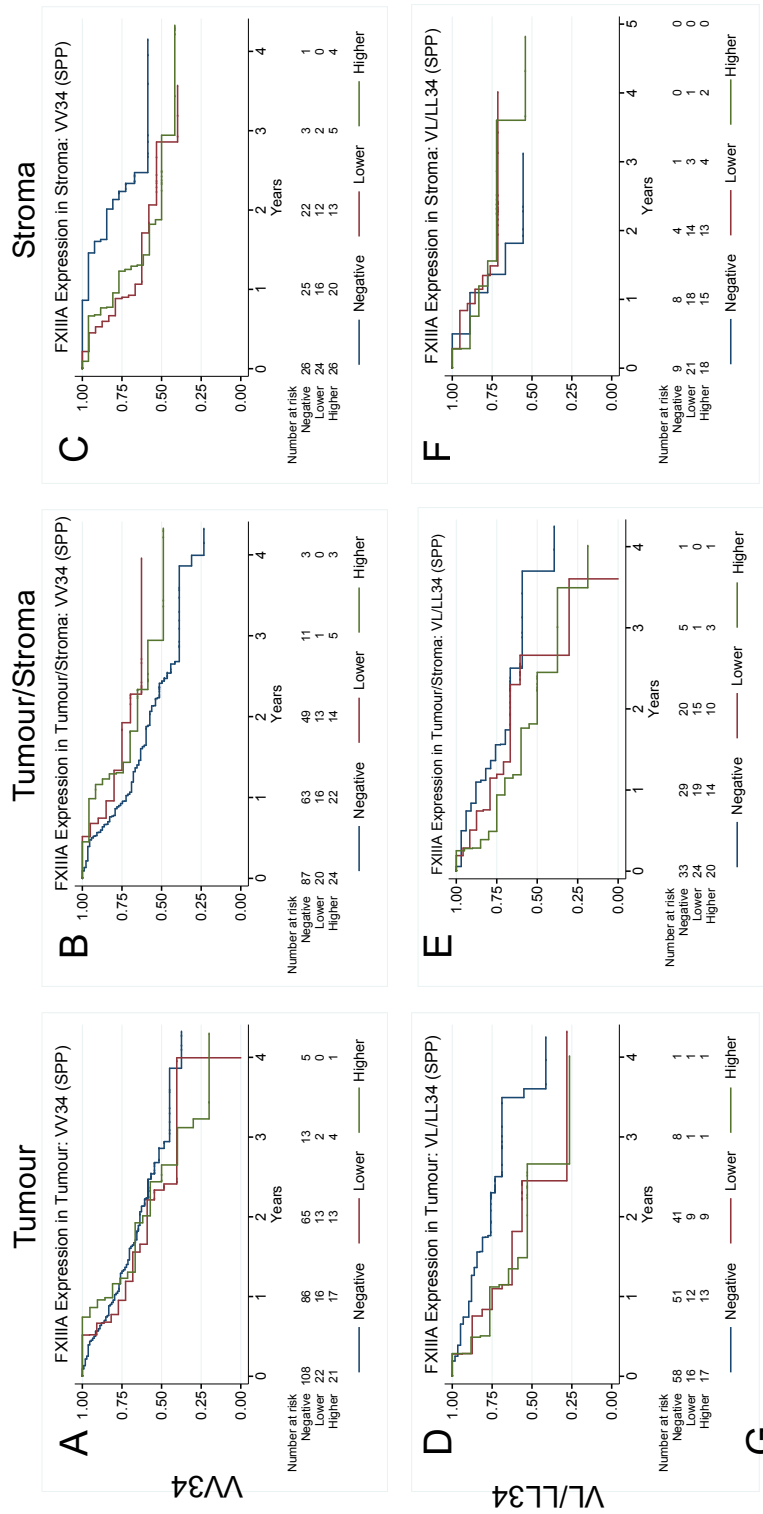 Tumour
Tumour/Stroma
Stroma
VV34
A
FXIIIA Expression in Tumour: VV34 (SPP)
1.00
0.75
0.50
0.25
0.00
0 1 2 3 4
Years
Number at risk
Negative 108 86 65 13 5
Lower 22 16 13 2 0
Higher 21 17 13 4 1
Negative Lower Higher
B
FXIIIA Expression in Tumour/Stroma: VV34 (SPP)
1.00
0.75
0.50
0.25
0.00
0 1 2 3 4
Years
Number at risk
Negative 87 63 49 11 3
Lower 20 16 13 1 0
Higher 24 22 14 5 3
Negative Lower Higher
C
FXIIIA Expression in Stroma: VV34 (SPP)
1.00
0.75
0.50
0.25
0.00
0 1 2 3 4
Years
Number at risk
Negative 26 25 22 3 1
Lower 24 16 12 2 0
Higher 26 20 13 5 4
Negative Lower Higher
VL/LL34
D
FXIIIA Expression in Tumour: VL/LL34 (SPP)
1.00
0.75
0.50
0.25
0.00
0 1 2 3 4
Years
Number at risk
Negative 58 51 41 8 1
Lower 16 12 9 1 1
Higher 17 13 9 1 1
Negative Lower Higher
E
FXIIIA Expression in Tumour/Stroma: VL/LL34 (SPP)
1.00
0.75
0.50
0.25
0.00
0 1 2 3 4
Years
Number at risk
Negative 33 29 20 5 1
Lower 24 19 15 1 0
Higher 20 14 10 3 1
Negative Lower Higher
F
FXIIIA Expression in Stroma: VL/LL34 (SPP)
1.00
0.75
0.50
0.25
0.00
0 1 2 3 4 5
Years
Number at risk
Negative 9 8 4 1 0 0
Lower 21 18 14 3 1 0
Higher 18 15 13 4 2 0
Negative Lower Higher
G